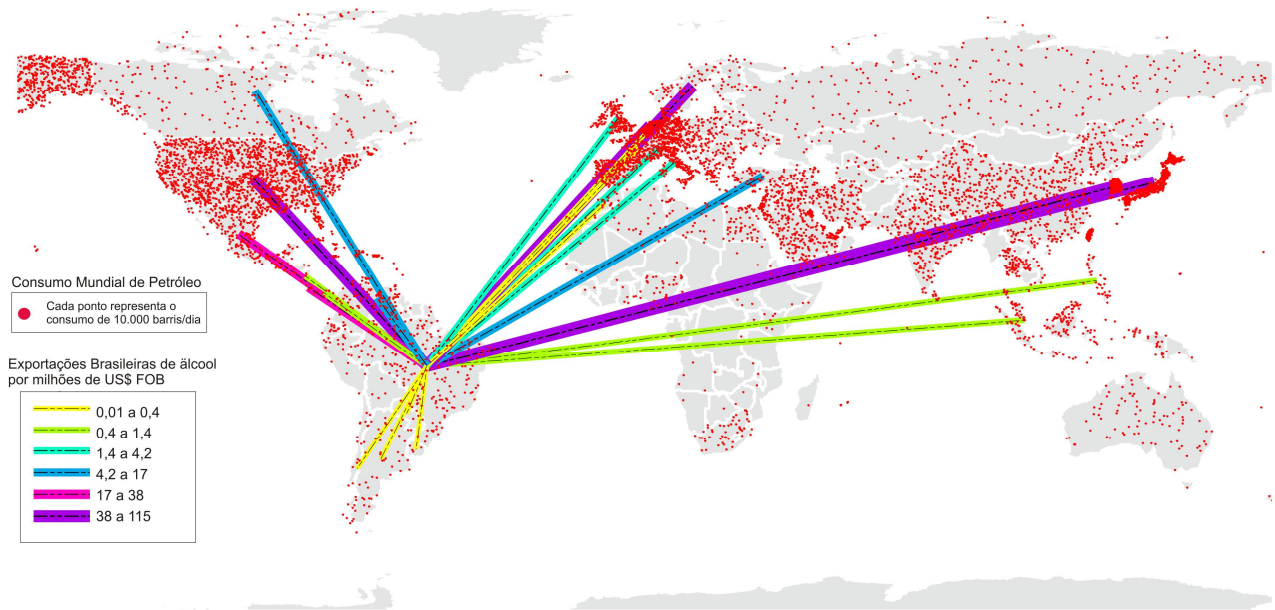 Consumo Mundial de Petróleo
Cada ponto representa o
consumo de 10.000 barris/dia
Exportações Brasileiras de älcool
por milhões de US$ FOB
0,01 a 0,4
0,4 a 1,4
1,4 a 4,2
4,2 a 17
17 a 38
38 a 115